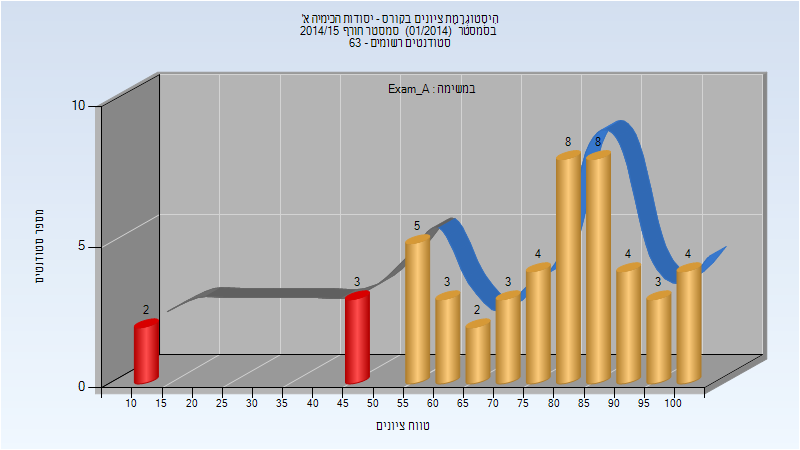 היסטוגרמת ציונים בקורס - יסודות הכימיה א'
בסמסטר (01/2014) סמסטר חורף 2014/15
סטודנטים רשומים - 63
במשימה : Exam_A
מספר סטודנטים
10
5
0
2
3
5
3
2
3
4
8
8
4
3
4
10 15 20 25 30 35 40 45 50 55 60 65 70 75 80 85 90 95 100
טווח ציונים